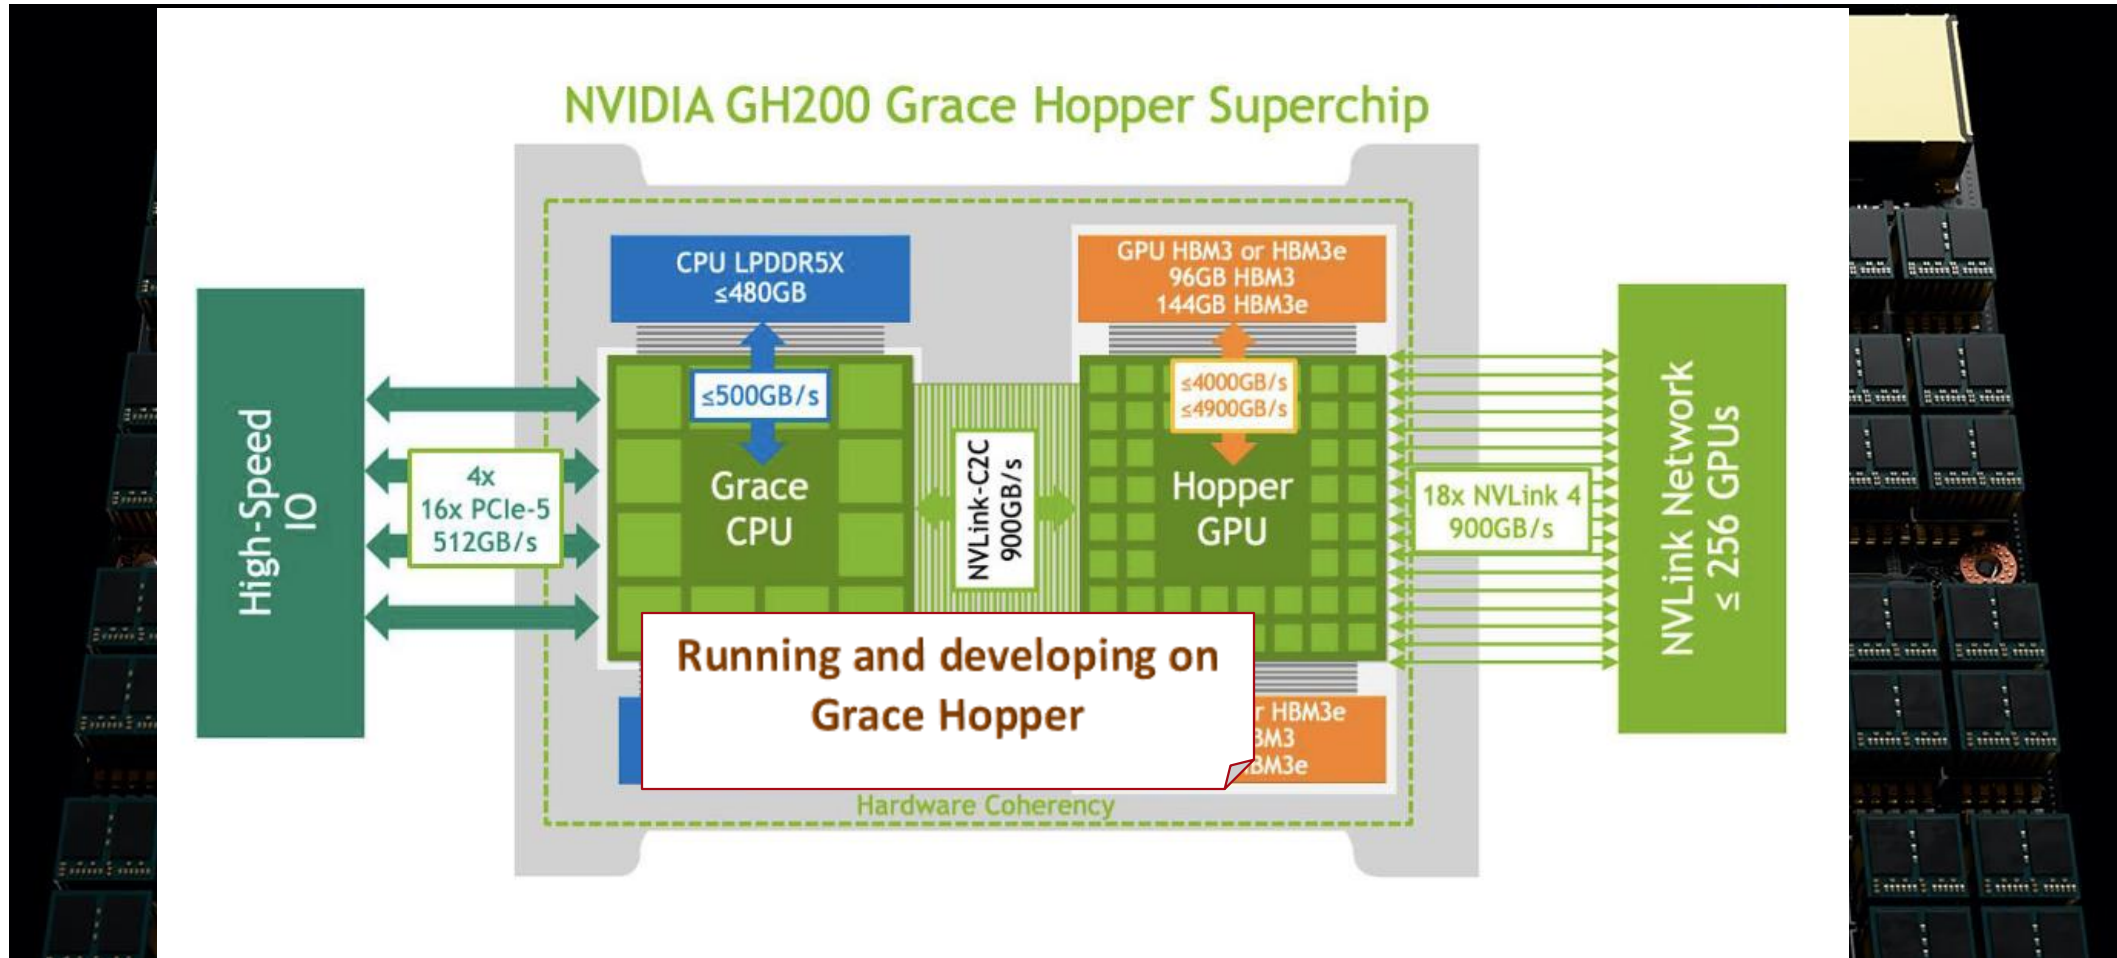 NVIDIA GH200 Grace Hopper Superchip
CPU LPDDR5X
≤480GB
GPU HBM3 or HBM3e
96GB HBM3
144GB HBM3e
High-Speed
IO
4x
16x PCIe-5
512GB/s
≤500GB/s
Grace
CPU
NVLink-C2C
900GB/s
≤4000GB/s
≤4900GB/s
Hopper
GPU
18x NVLink 4
900GB/s
NVLink Network
≤ 256 GPUs
Running and developing on
Grace Hopper
HBM3e
Hardware Coherency